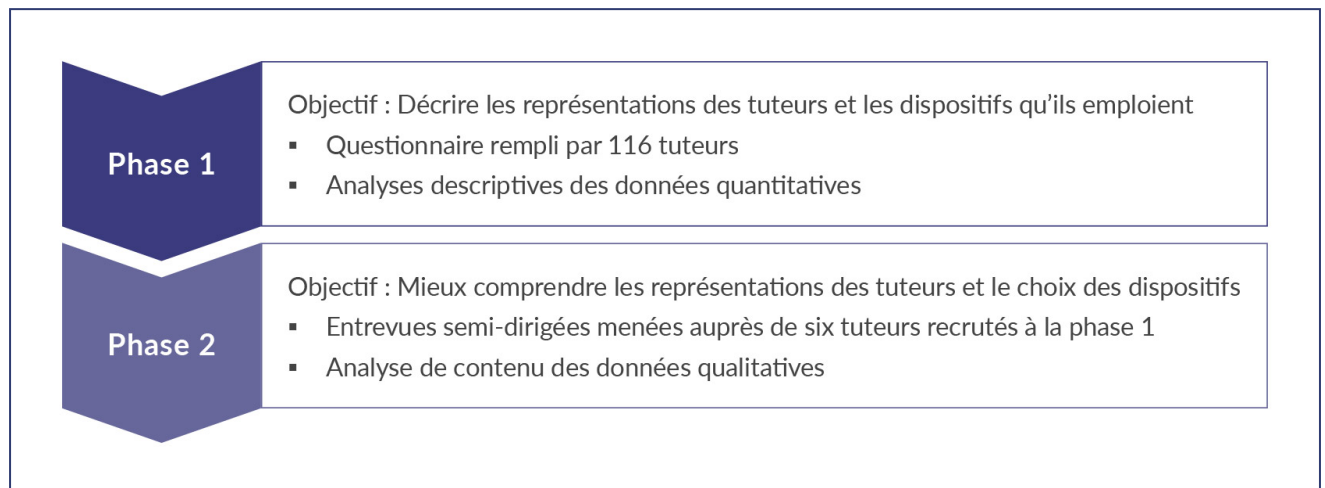 Phase 1
Objectif : Décrire les représentations des tuteurs et les dispositifs qu’ils emploient
▪ Questionnaire rempli par 116 tuteurs
▪ Analyses descriptives des données quantitatives
Phase 2
Objectif : Mieux comprendre les représentations des tuteurs et le choix des dispositifs
▪ Entrevues semi-dirigées menées auprès de six tuteurs recrutés à la phase 1
▪ Analyse de contenu des données qualitatives